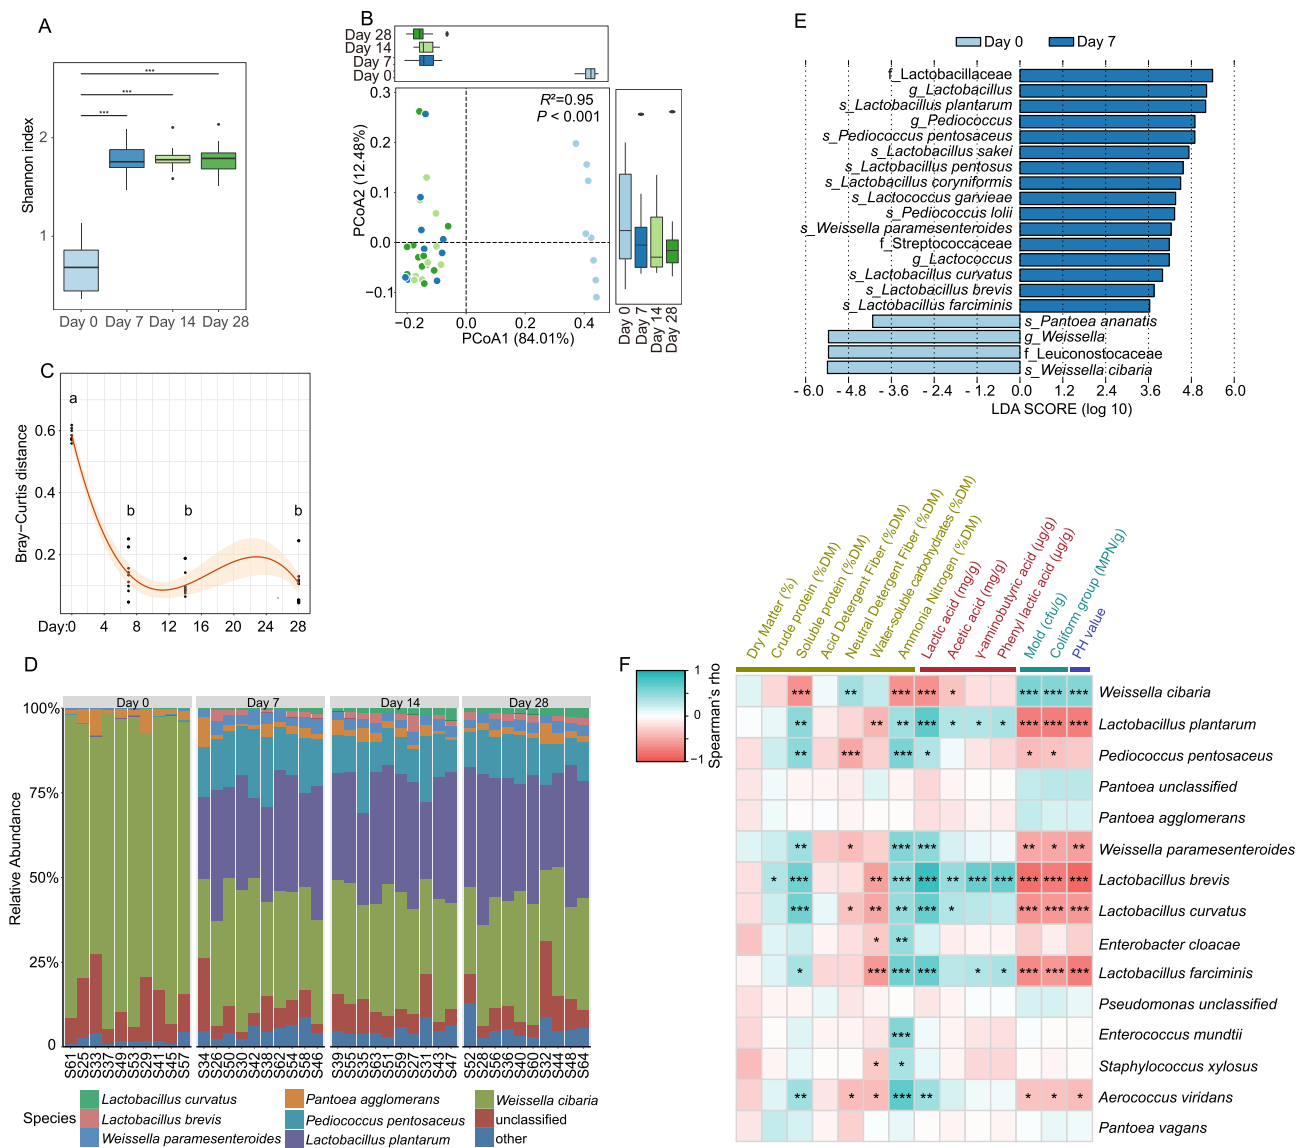 A
Shannon index
2
1
***
***
***
Day 0 Day 7 Day 14 Day 28
B
Day 28
Day 14
Day 7
Day 0
R²=0.95
P < 0.001
PCoA2 (12.48%)
0.3
0.2
0.1
0.0
−0.1
−0.2 0.0 0.2 0.4
PCoA1 (84.01%)
Day 0
Day 7
Day 14
Day 28
C
Bray−Curtis distance
0.6
0.4
0.2
a
b
b
b
Day:0 4 8 12 16 20 24 28
D
Day 0 Day 7 Day 14 Day 28
Relative Abundance
100%
75%
50%
25%
0
S61 S25 S33 S37 S49 S53 S29 S41 S45 S57
S34 S26 S50 S30 S42 S38 S62 S54 S58 S46
S39 S55 S35 S63 S51 S59 S27 S31 S43 S47
S52 S28 S56 S36 S40 S60 S32 S44 S48 S64
Species
Lactobacillus curvatus
Lactobacillus brevis
Weissella paramesenteroides
Pantoea agglomerans
Pediococcus pentosaceus
Lactobacillus plantarum
Weissella cibaria
unclassified
other
E
Day 0 Day 7
f_Lactobacillaceae
g_Lactobacillus
s_Lactobacillus plantarum
g_Pediococcus
s_Pediococcus pentosaceus
s_Lactobacillus sakei
s_Lactobacillus pentosus
s_Lactobacillus coryniformis
s_Lactococcus garvieae
s_Pediococcus lolii
s_Weissella paramesenteroides
f_Streptococcaceae
g_Lactococcus
s_Lactobacillus curvatus
s_Lactobacillus brevis
s_Lactobacillus farciminis
s_Pantoea ananatis
g_Weissella
f_Leuconostocaceae
s_Weissella cibaria
- 6.0 - 4.8 - 3.6 - 2.4 - 1.2 0.0 1.2 2.4 3.6 4.8 6.0
LDA SCORE (log 10)
F
1
0
−1
Spearman's rho
Dry Matter (%)
Crude protein (%DM)
Soluble protein (%DM)
Acid Detergent Fiber (%DM)
Neutral Detergent Fiber (%DM)
Water-soluble carbohydrates (%DM)
Ammonia Nitrogen (%DM)
Lactic acid (mg/g)
Acetic acid (mg/g)
γ-aminobutyric acid (μg/g)
Phenyl lactic acid (μg/g)
Mold (cfu/g)
Coliform group (MPN/g)
PH value
*** ** *** *** * *** *** *** Weissella cibaria
** ** ** *** * * * *** *** *** Lactobacillus plantarum
** *** *** * * * Pediococcus pentosaceus
Pantoea unclassified
Pantoea agglomerans
** * *** *** ** * ** Weissella paramesenteroides
* *** ** *** *** ** *** *** *** *** *** Lactobacillus brevis
*** * ** ** *** * *** *** *** Lactobacillus curvatus
* ** Enterobacter cloacae
* *** *** *** * * *** *** *** Lactobacillus farciminis
Pseudomonas unclassified
*** Enterococcus mundtii
* * Staphylococcus xylosus
** * * *** ** * * * Aerococcus viridans
Pantoea vagans